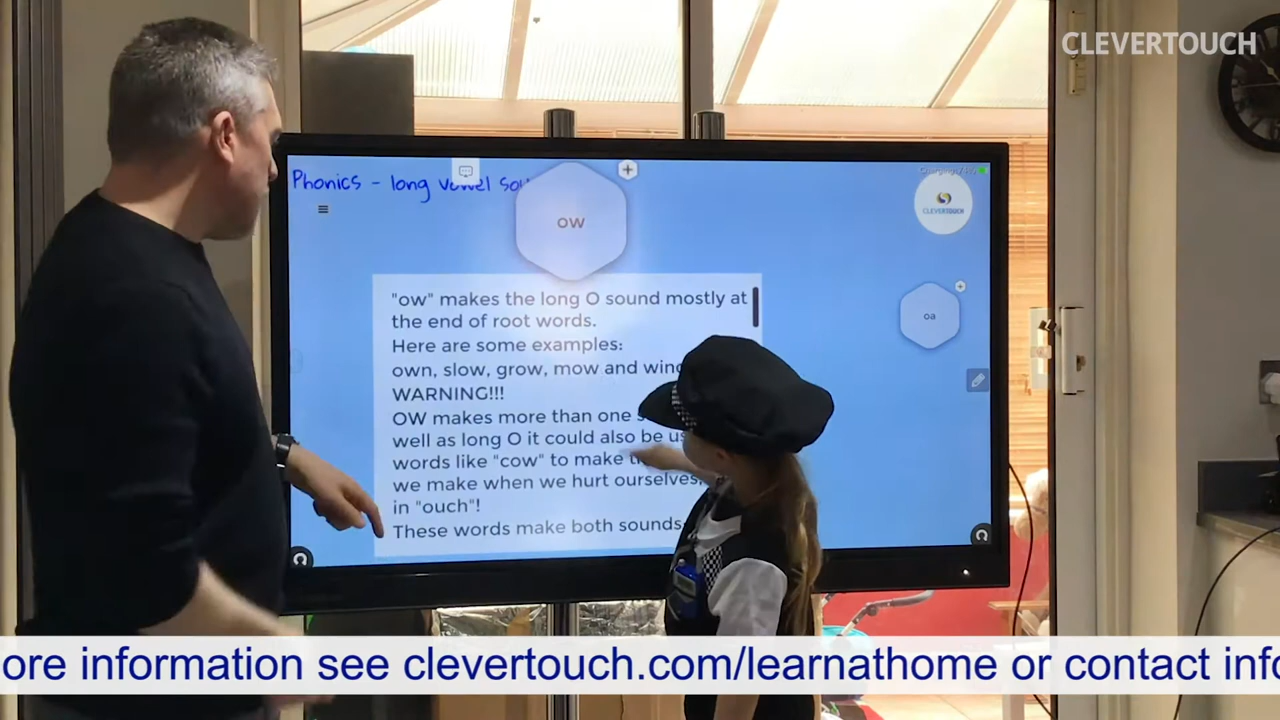 CLEVERTOUCH
Phonics - long vowel sou
ow
CLEVERTOUCH
oa
"ow" makes the long O sound mostly at
the end of root words.
Here are some examples:
own, slow, grow, mow and wind
WARNING!!!
OW makes more than one s
well as long O it could also be us
words like "cow" to make t
we make when we hurt ourselves,
in "ouch"!
These words make both sounds
ore information see clevertouch.com/learnathome or contact info